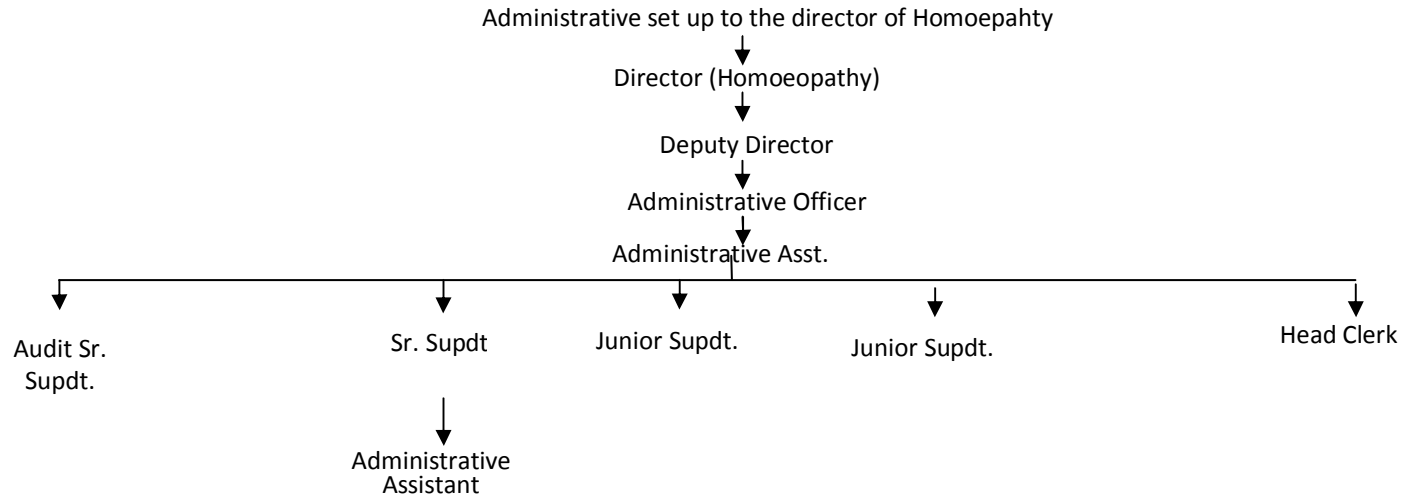 Administrative set up to the director of Homoepahty
Director (Homoeopathy)
Deputy Director
Administrative Officer
Administrative Asst.
Audit Sr.
Supdt.
Sr. Supdt
Junior Supdt.
Junior Supdt.
Head Clerk
Administrative
Assistant